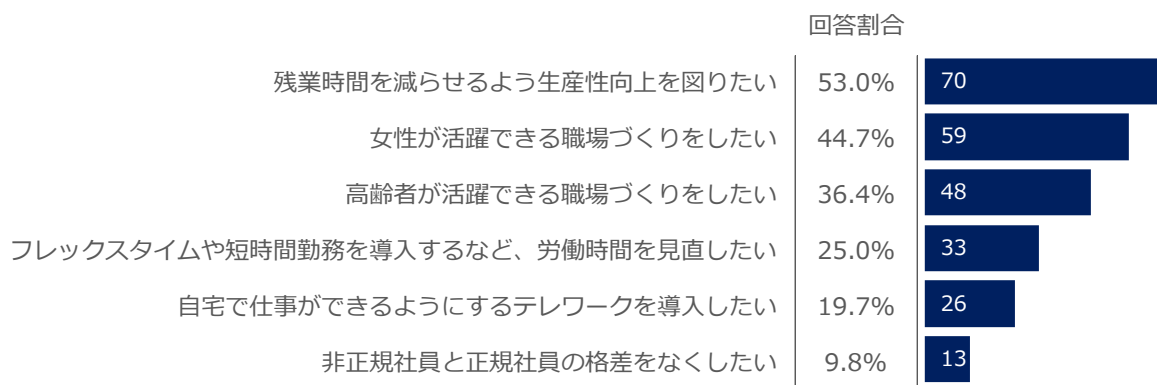 回答割合
残業時間を減らせるよう生産性向上を図りたい 53.0% 70
女性が活躍できる職場づくりをしたい 44.7% 59
高齢者が活躍できる職場づくりをしたい 36.4% 48
フレックスタイムや短時間勤務を導入するなど、労働時間を見直したい 25.0% 33
自宅で仕事ができるようにするテレワークを導入したい 19.7% 26
非正規社員と正規社員の格差をなくしたい 9.8% 13